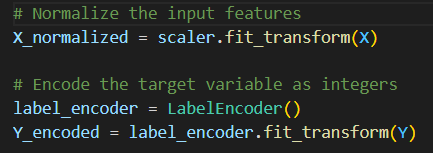 # Normalize the input features
X_normalized = scaler.fit_transform(X)
# Encode the target variable as integers
label_encoder = LabelEncoder()
Y_encoded = label_encoder.fit_transform(Y)